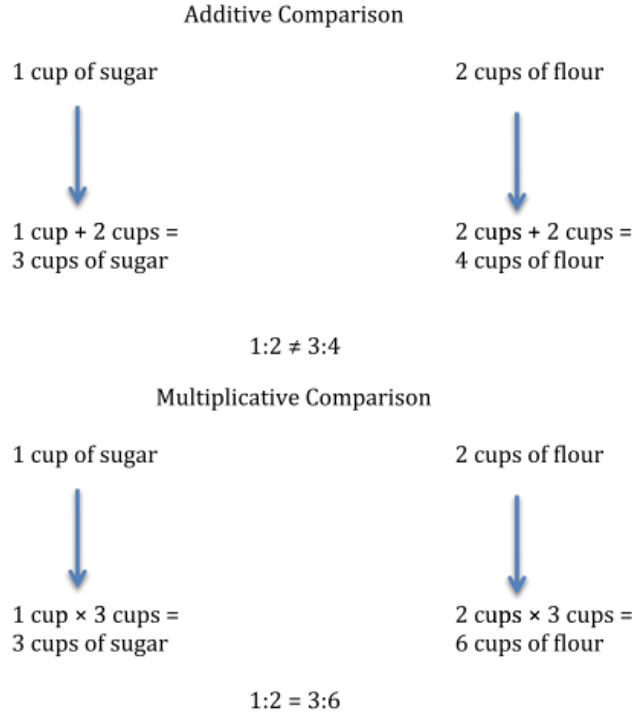 Additive Comparison
1 cup of sugar
2 cups of flour
1 cup + 2 cups =
3 cups of sugar
2 cups + 2 cups =
4 cups of flour
1:2 ≠ 3:4
Multiplicative Comparison
1 cup of sugar
2 cups of flour
1 cup × 3 cups =
3 cups of sugar
2 cups × 3 cups =
6 cups of flour
1:2 = 3:6